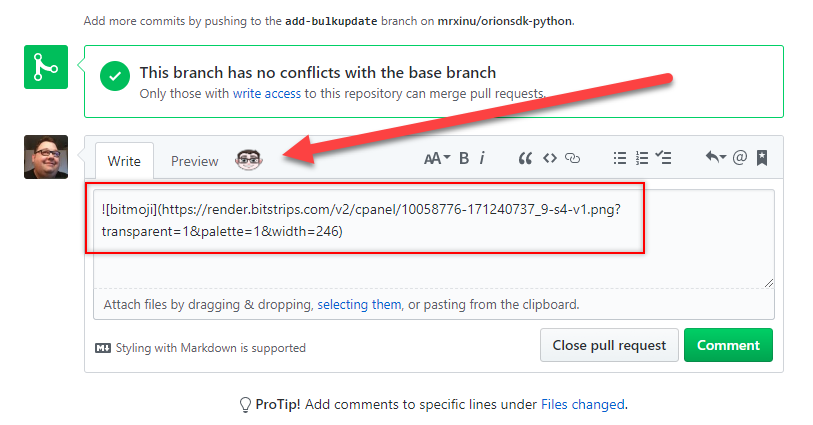 Add more commits by pushing to the add-bulkupdate branch on mrxinu/orionsdk-python.
This branch has no conflicts with the base branch
Only those with write access to this repository can merge pull requests.
Write Preview AA B i @
![bitmoji](https://render.bitstrips.com/v2/cpanel/10058776-171240737_9-s4-v1.png?
transparent=1&palette=1&width=246)
Attach files by dragging & dropping, selecting them, or pasting from the clipboard.
Styling with Markdown is supported
Close pull request Comment
ProTip! Add comments to specific lines under Files changed.